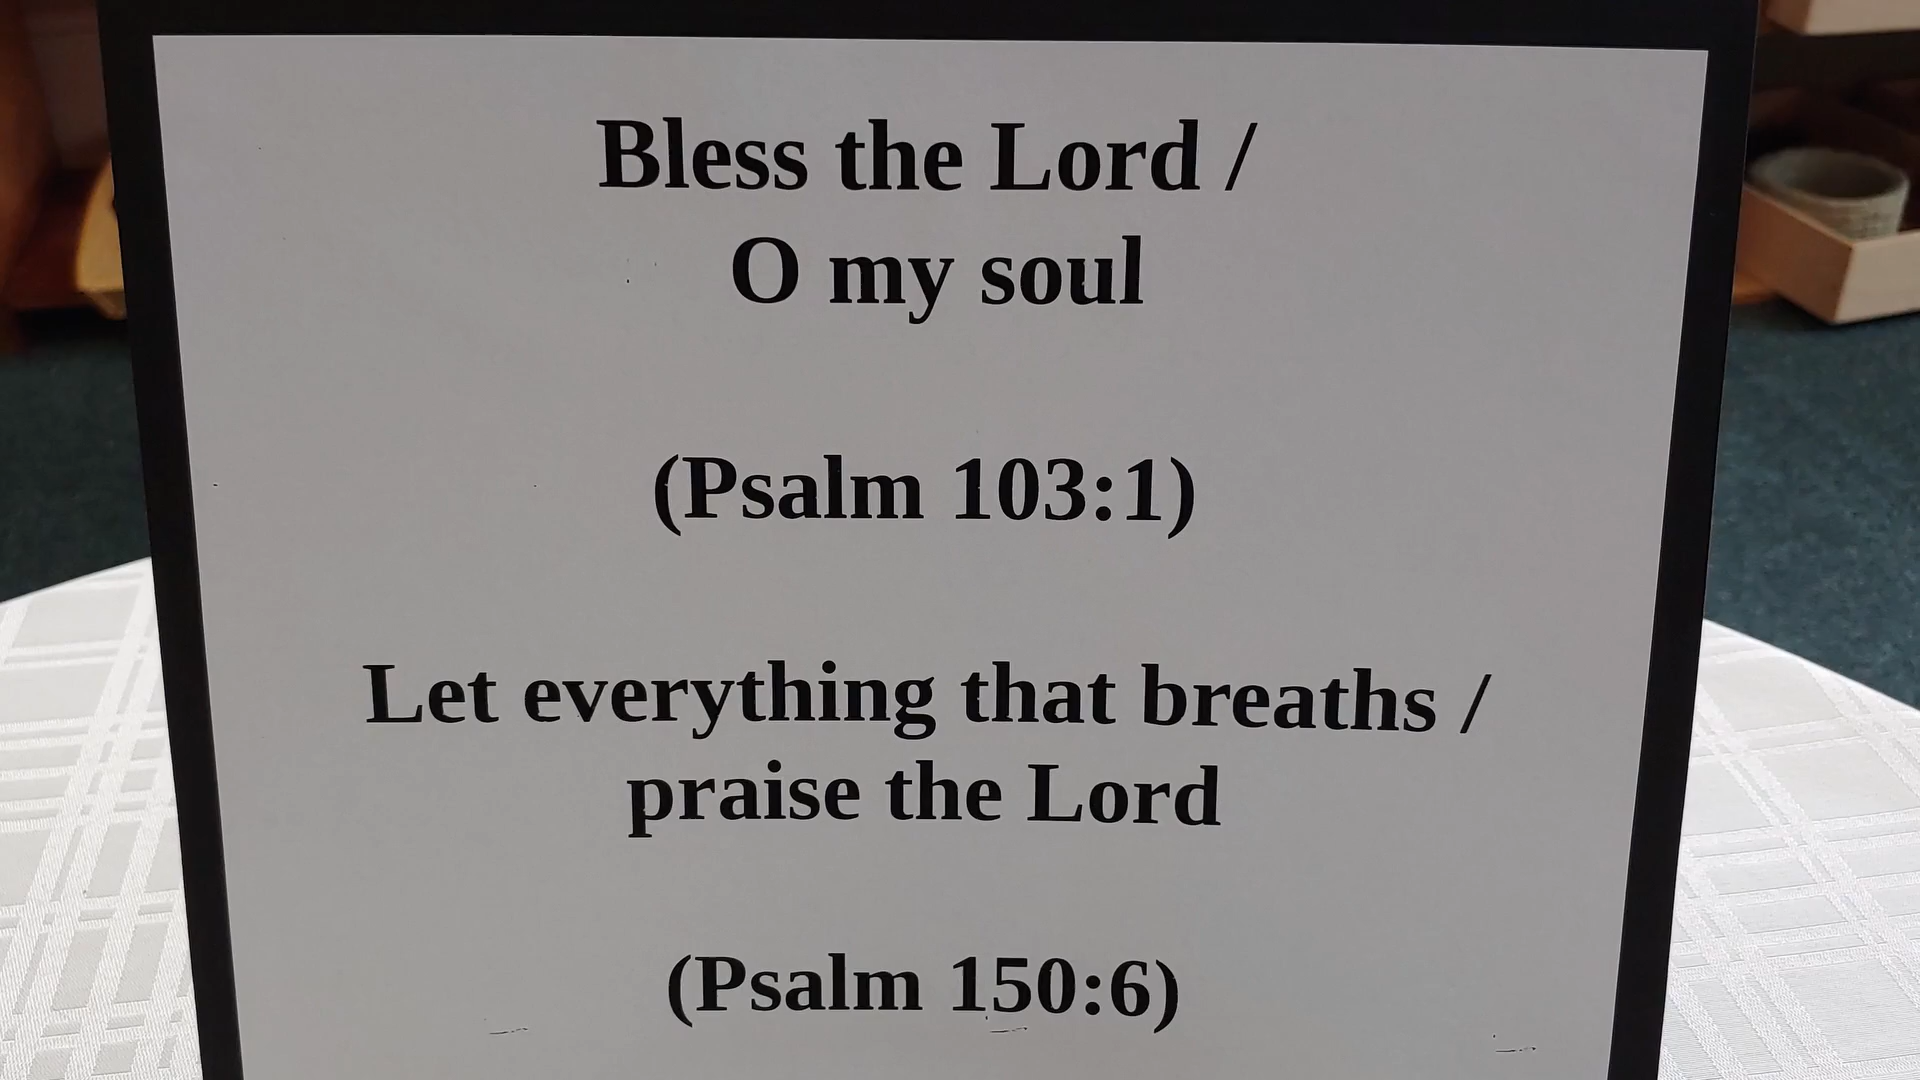 Bless the Lord /
O my soul
(Psalm 103:1)
Let everything that breaths /
praise the Lord
(Psalm 150:6)